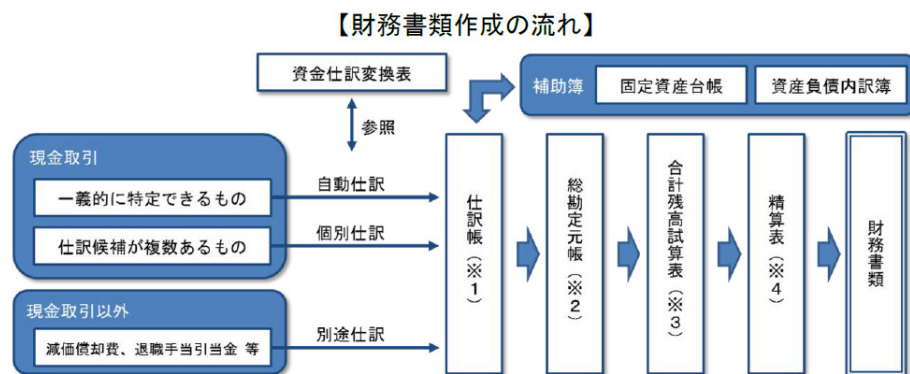 【財務書類作成の流れ】
資金仕訳変換表
補助簿
固定資産台帳
資産負債内訳簿
参照
現金取引
一義的に特定できるもの
自動仕訳
仕訳候補が複数あるもの
個別仕訳
現金取引以外
減価償却費、退職手当引当金 等
別途仕訳
仕訳帳（※１）
総勘定元帳（※２）
合計残高試算表（※３）
精算表（※４）
財務書類